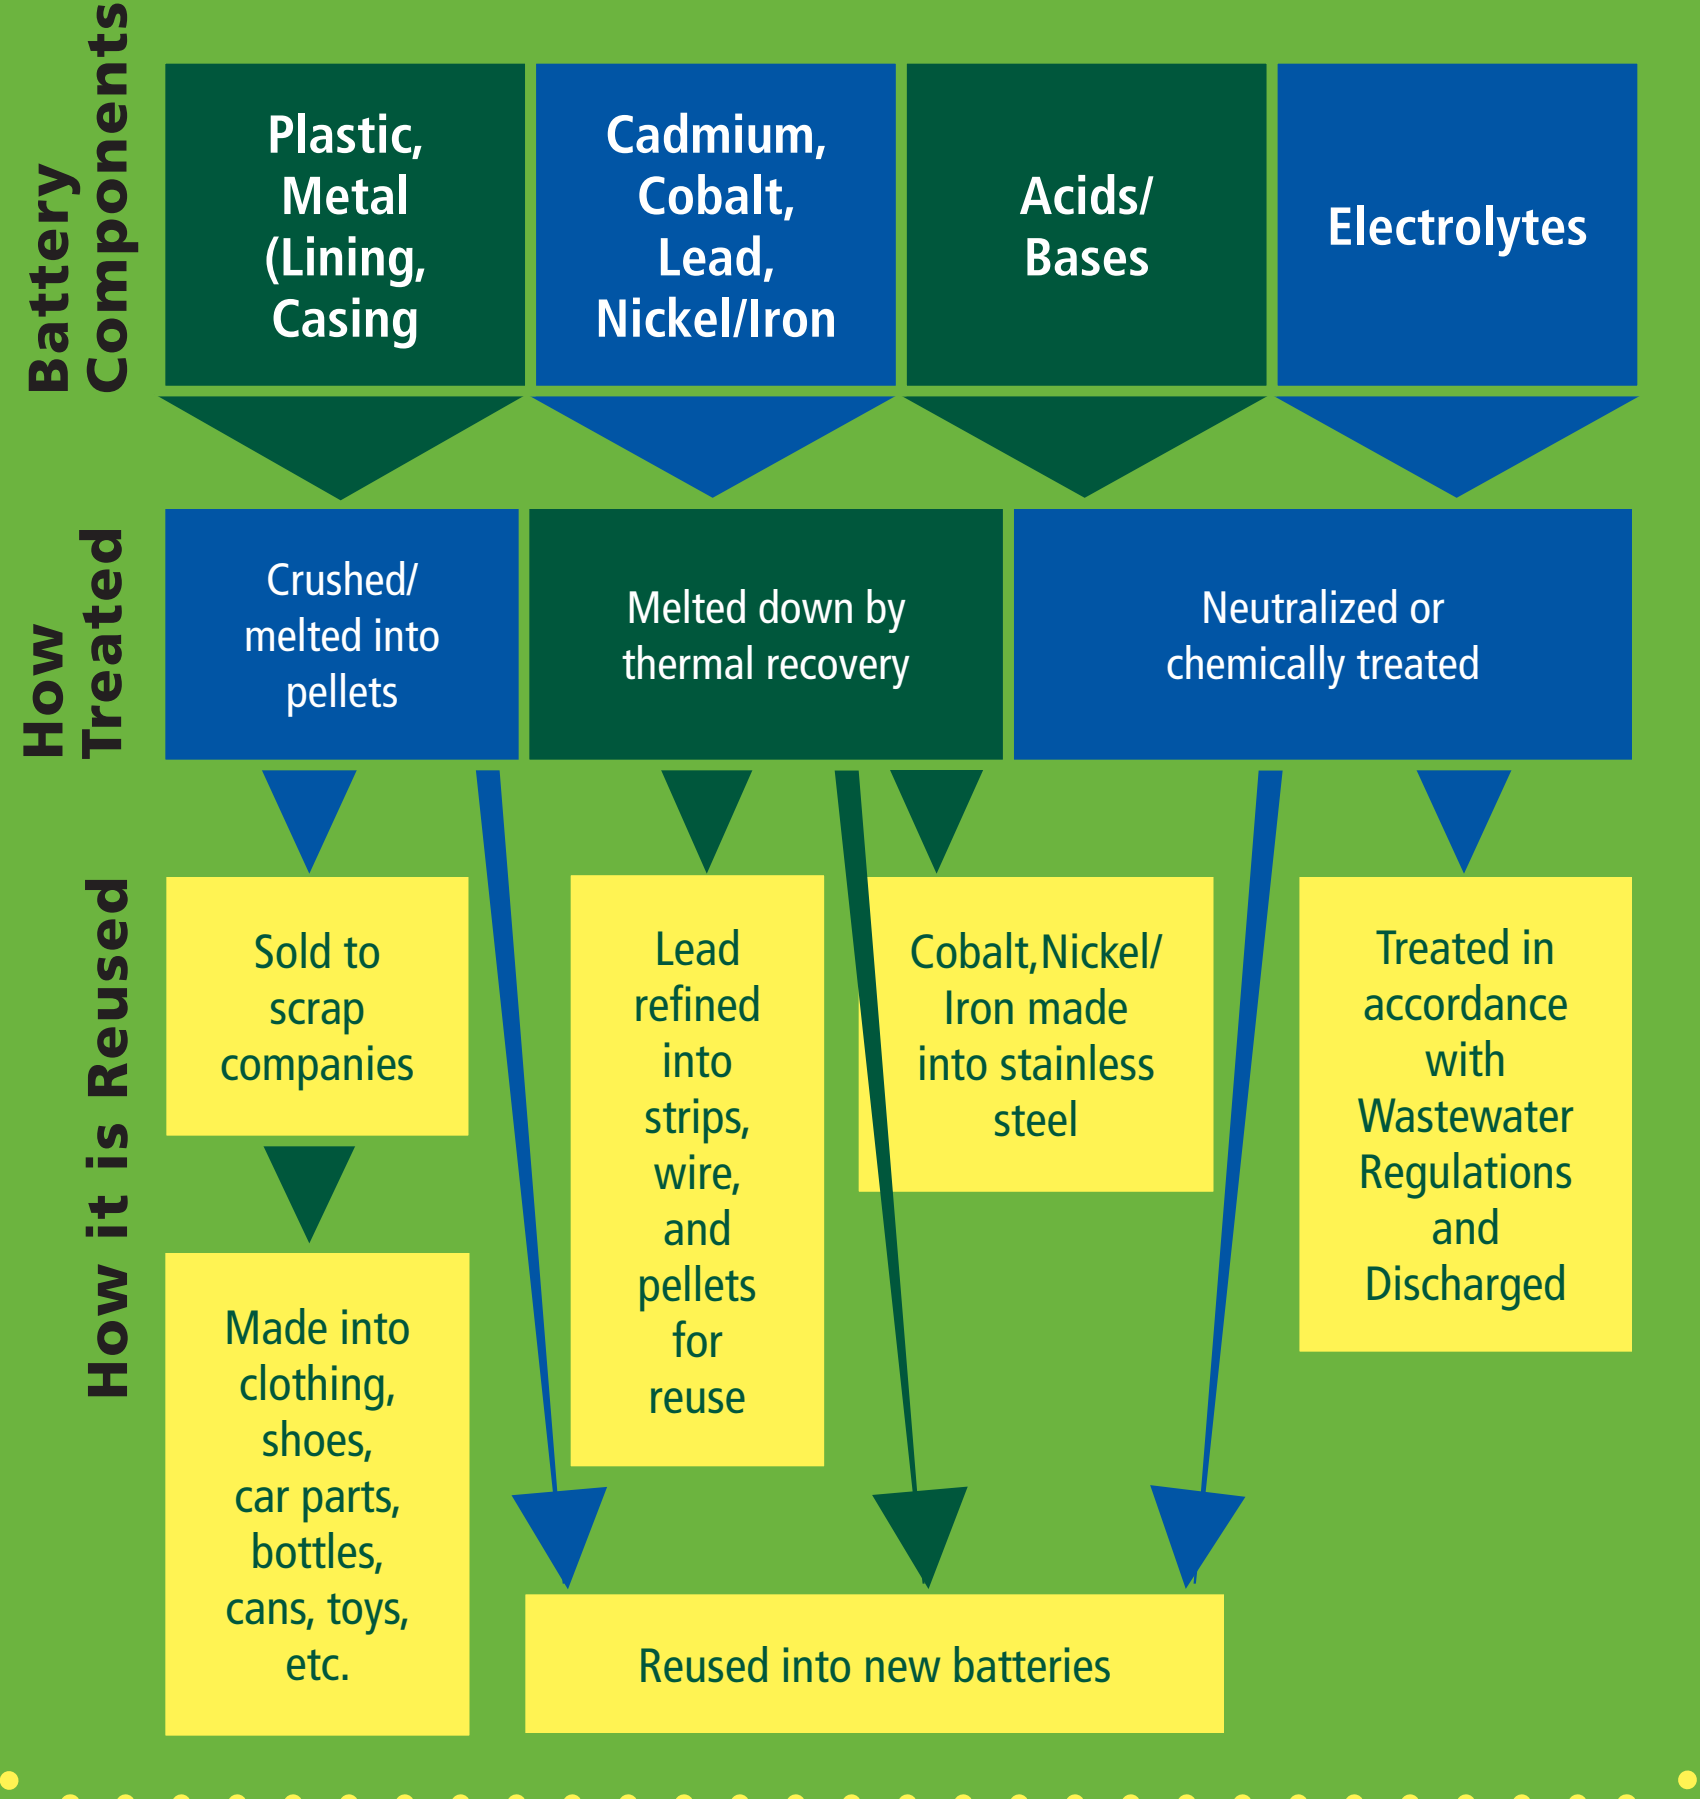 Battery
Components
Plastic,
Metal
(Lining,
Casing
Cadmium,
Cobalt,
Lead,
Nickel/Iron
Acids/
Bases
Electrolytes
How
Treated
Crushed/
melted into
pellets
Melted down by
thermal recovery
Neutralized or
chemically treated
How it is Reused
Sold to
scrap
companies
Made into
clothing,
shoes,
car parts,
bottles,
cans, toys,
etc.
Lead
refined
into
strips,
wire,
and
pellets
for
reuse
Cobalt,Nickel/
Iron made
into stainless
steel
Treated in
accordance
with
Wastewater
Regulations
and
Discharged
Reused into new batteries